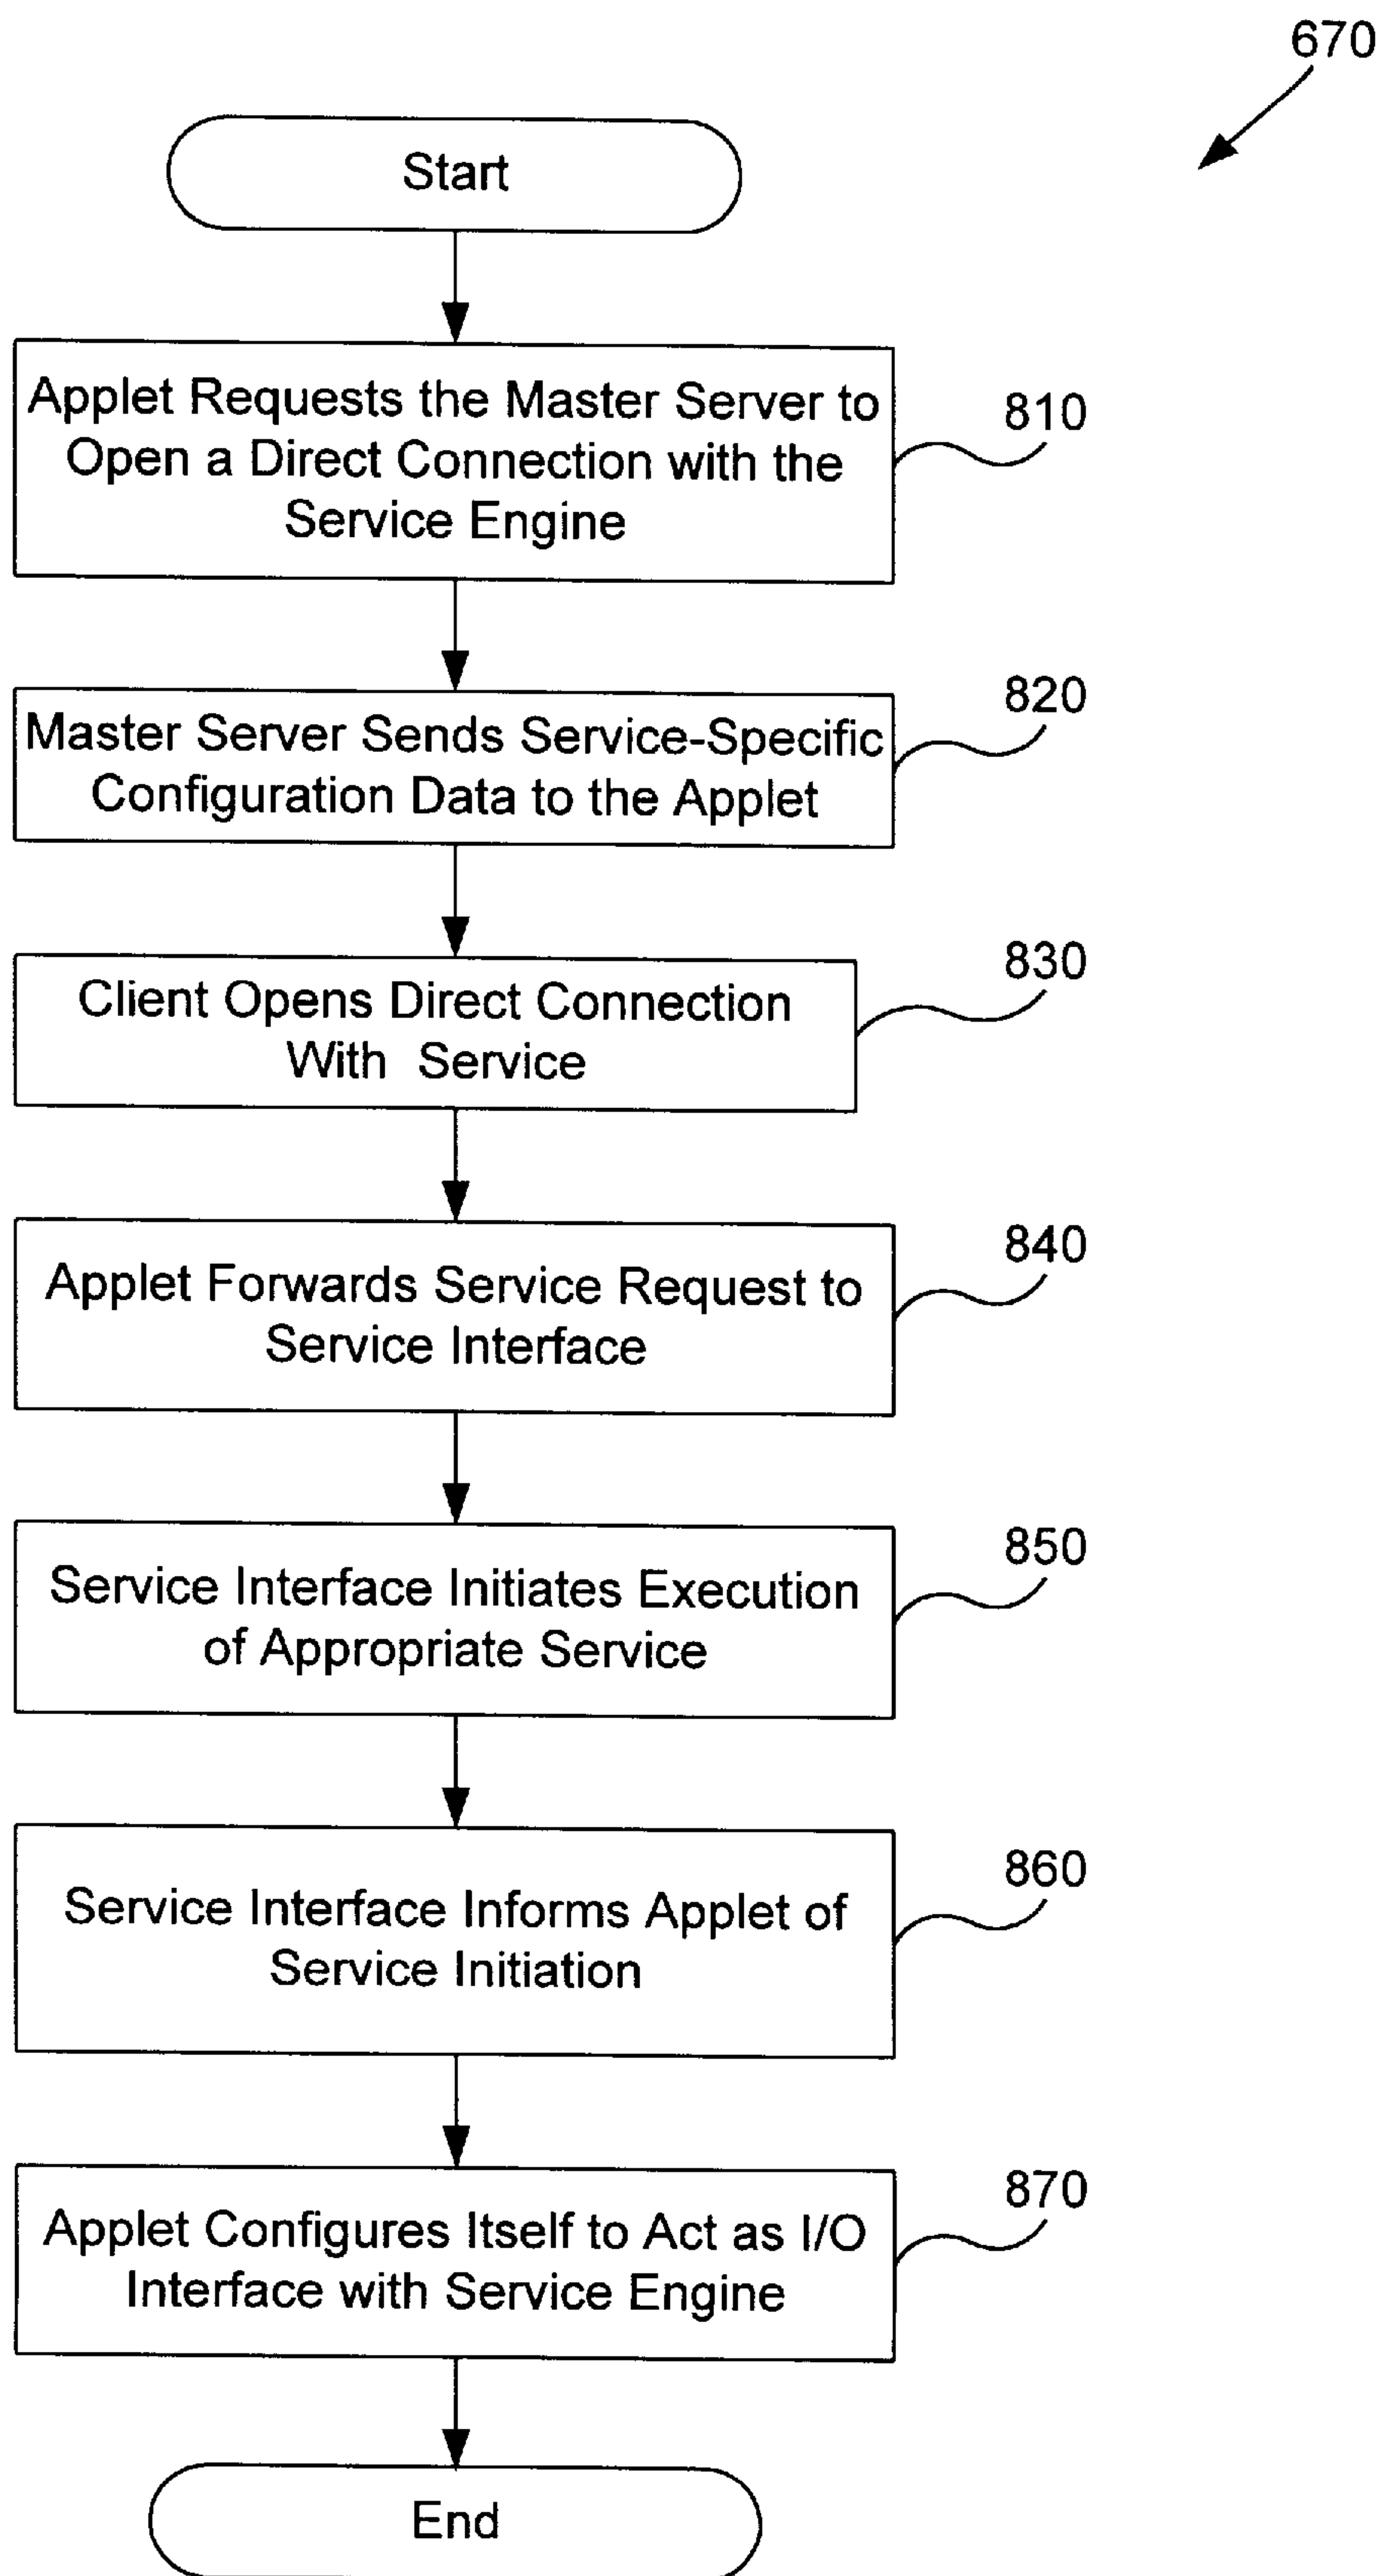 670
Start
Applet Requests the Master Server to
Open a Direct Connection with the
Service Engine
810
Master Server Sends Service-Specific
Configuration Data to the Applet
820
Client Opens Direct Connection
With Service
830
Applet Forwards Service Request to
Service Interface
840
Service Interface Initiates Execution
of Appropriate Service
850
Service Interface Informs Applet of
Service Initiation
860
Applet Configures Itself to Act as I/O
Interface with Service Engine
870
End